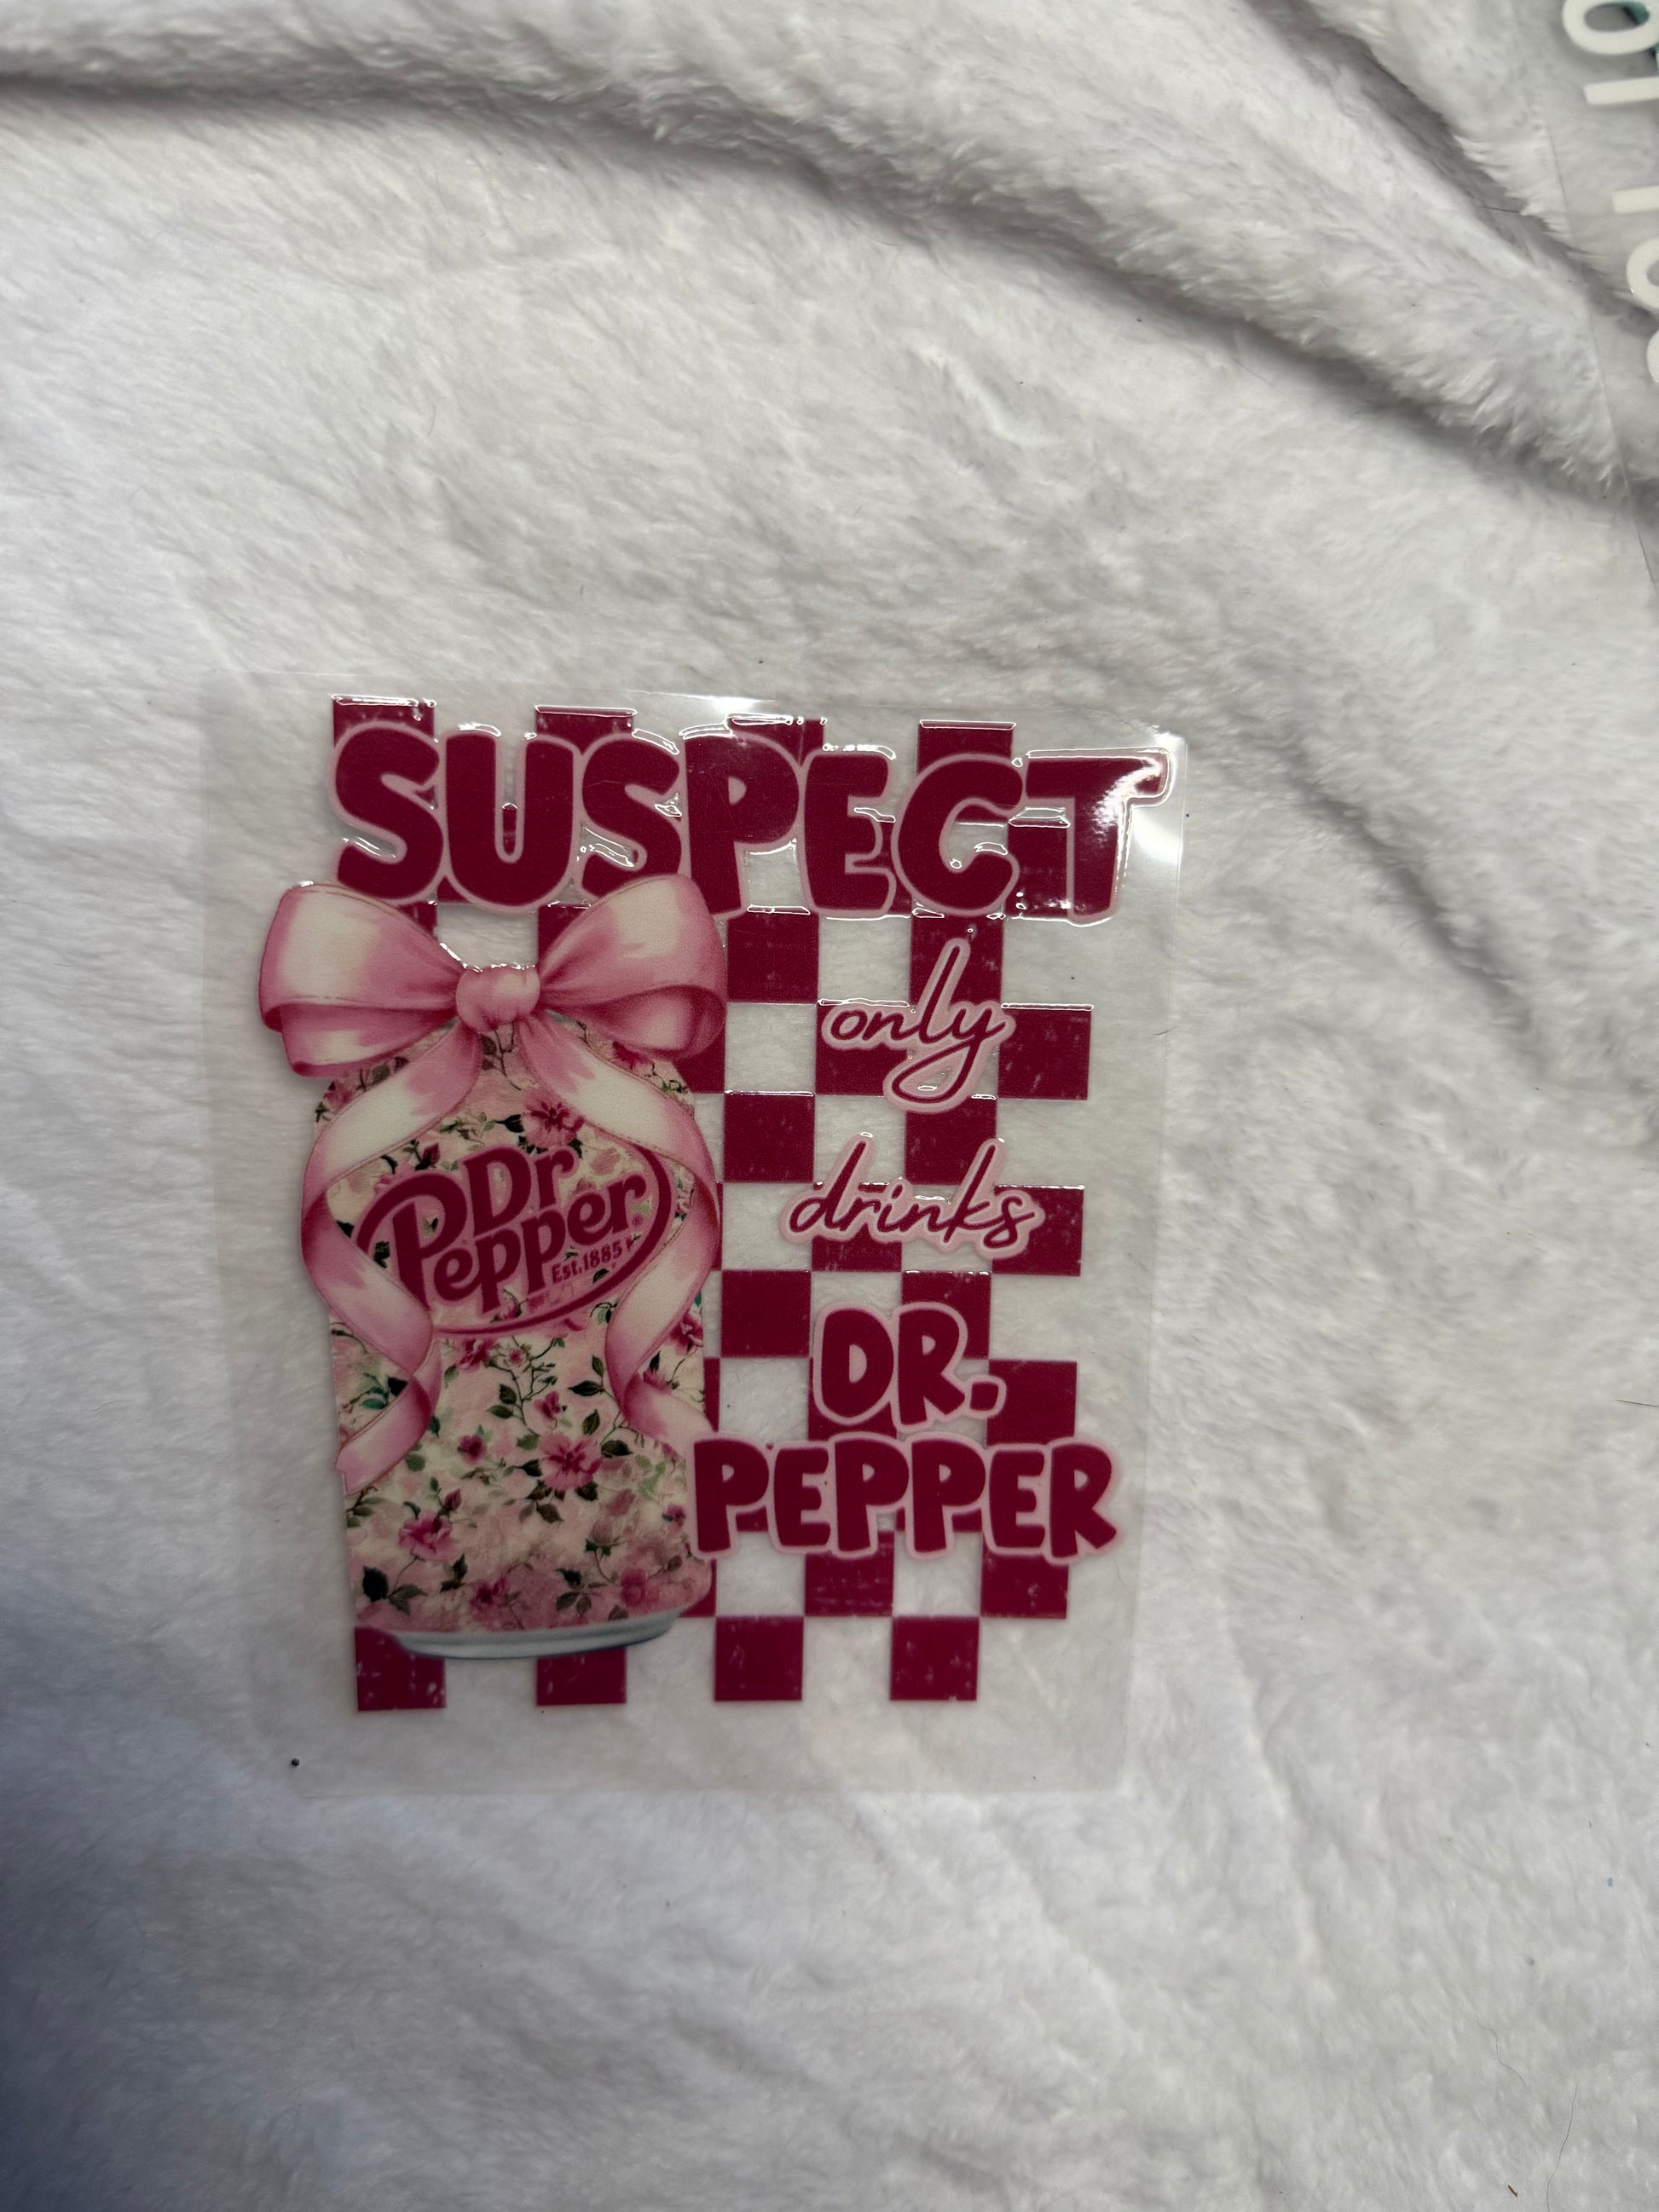 SUSPECT
only
drinks
DR.
PEPPER
Dr
Pepper
Est.1885